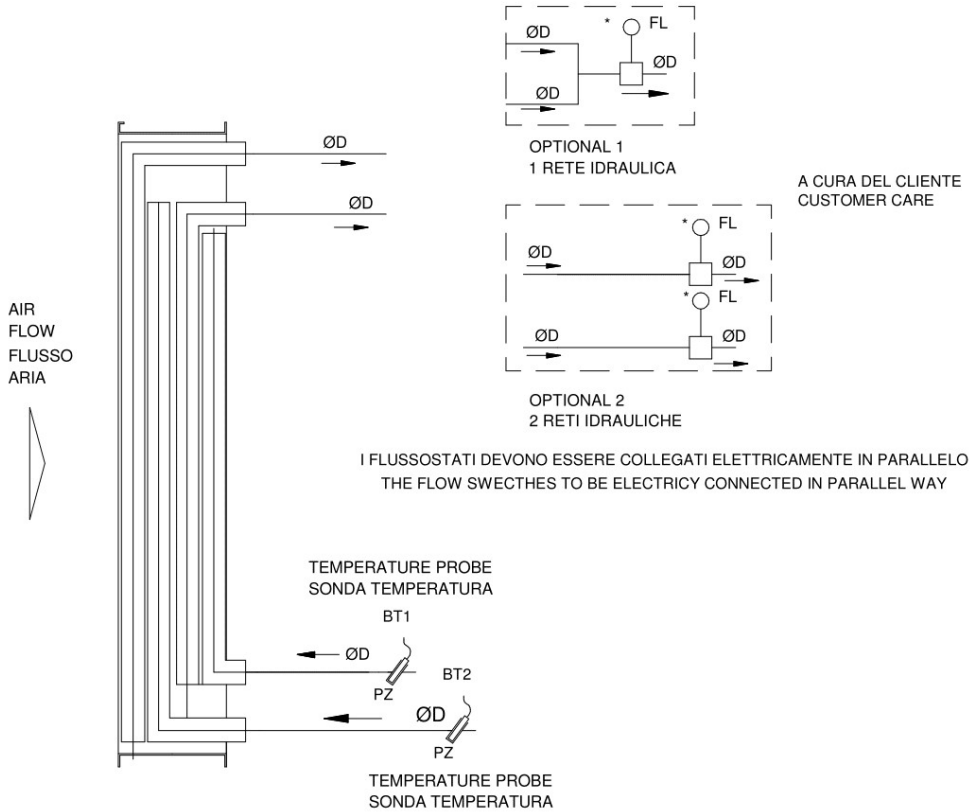 * FL
ØD
ØD
ØD
OPTIONAL 1
1 RETE IDRAULICA
ØD
A CURA DEL CLIENTE
CUSTOMER CARE
ØD
* FL
ØD
ØD
* FL
ØD
ØD
AIR
FLOW
FLUSSO
ARIA
OPTIONAL 2
2 RETI IDRAULICHE
I FLUSSOSTATI DEVONO ESSERE COLLEGATI ELETTRICAMENTE IN PARALLELO
THE FLOW SWECTHES TO BE ELECTRICY CONNECTED IN PARALLEL WAY
TEMPERATURE PROBE
SONDA TEMPERATURA
BT1
ØD
PZ
BT2
ØD
PZ
TEMPERATURE PROBE
SONDA TEMPERATURA